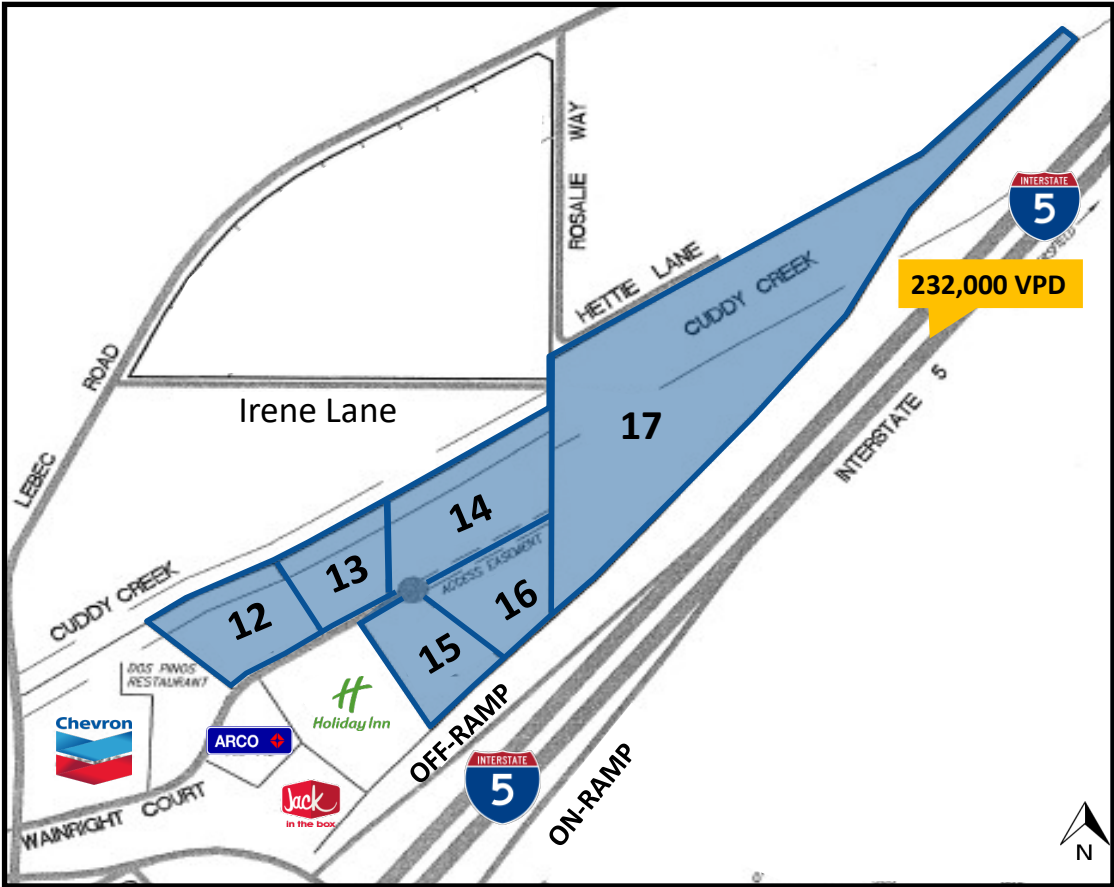 ROSALIE WAY
INTERSTATE
5
HETTIE LANE
CUDDY CREEK
232,000 VPD
ROAD
LEBEC
Irene Lane
17
INTERSTATE 5
14
13
ACCESS EASEMENT
16
12
15
CUDDY CREEK
DOS PINOS
RESTAURANT
Holiday Inn
Chevron
ARCO
OFF-RAMP
INTERSTATE
5
ON-RAMP
Jack
in the box
WAINRIGHT COURT
N